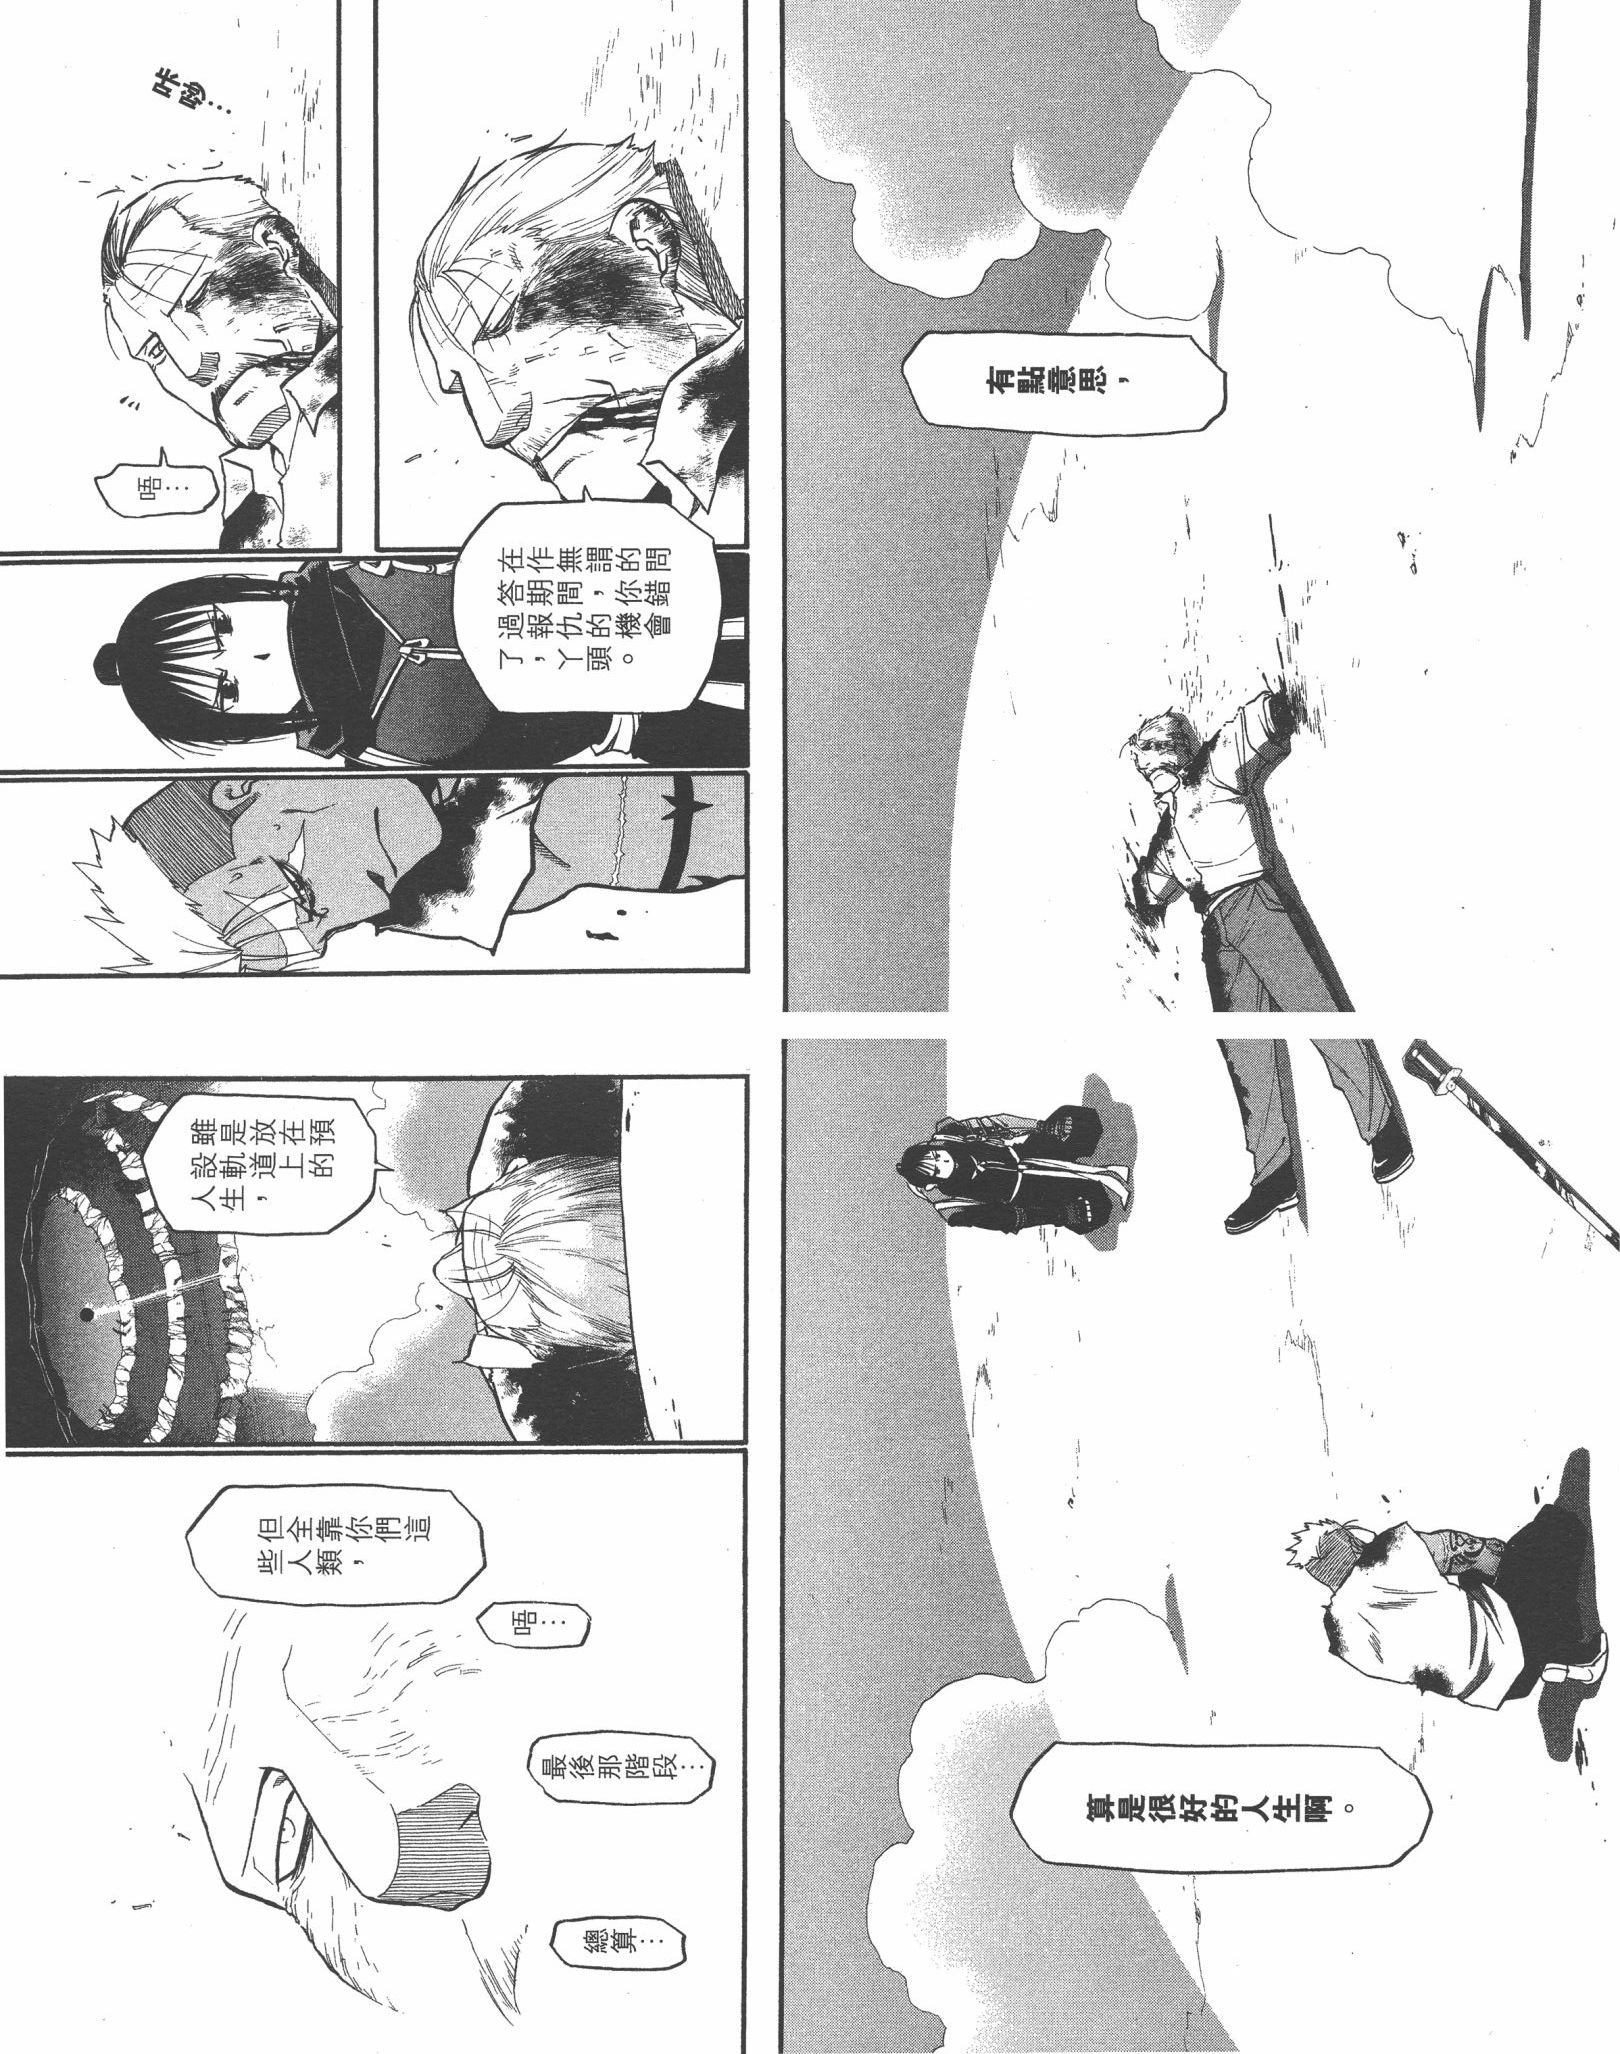 咔唦…
唔…
在作無謂的問
答期間，你錯
過報仇的機會
了，丫頭。
雖是放在預
設軌道上的
人生，
但全靠你們這
些人類，
唔…
最後那階段…
總算…
有點意思，
算是很好的人生啊。